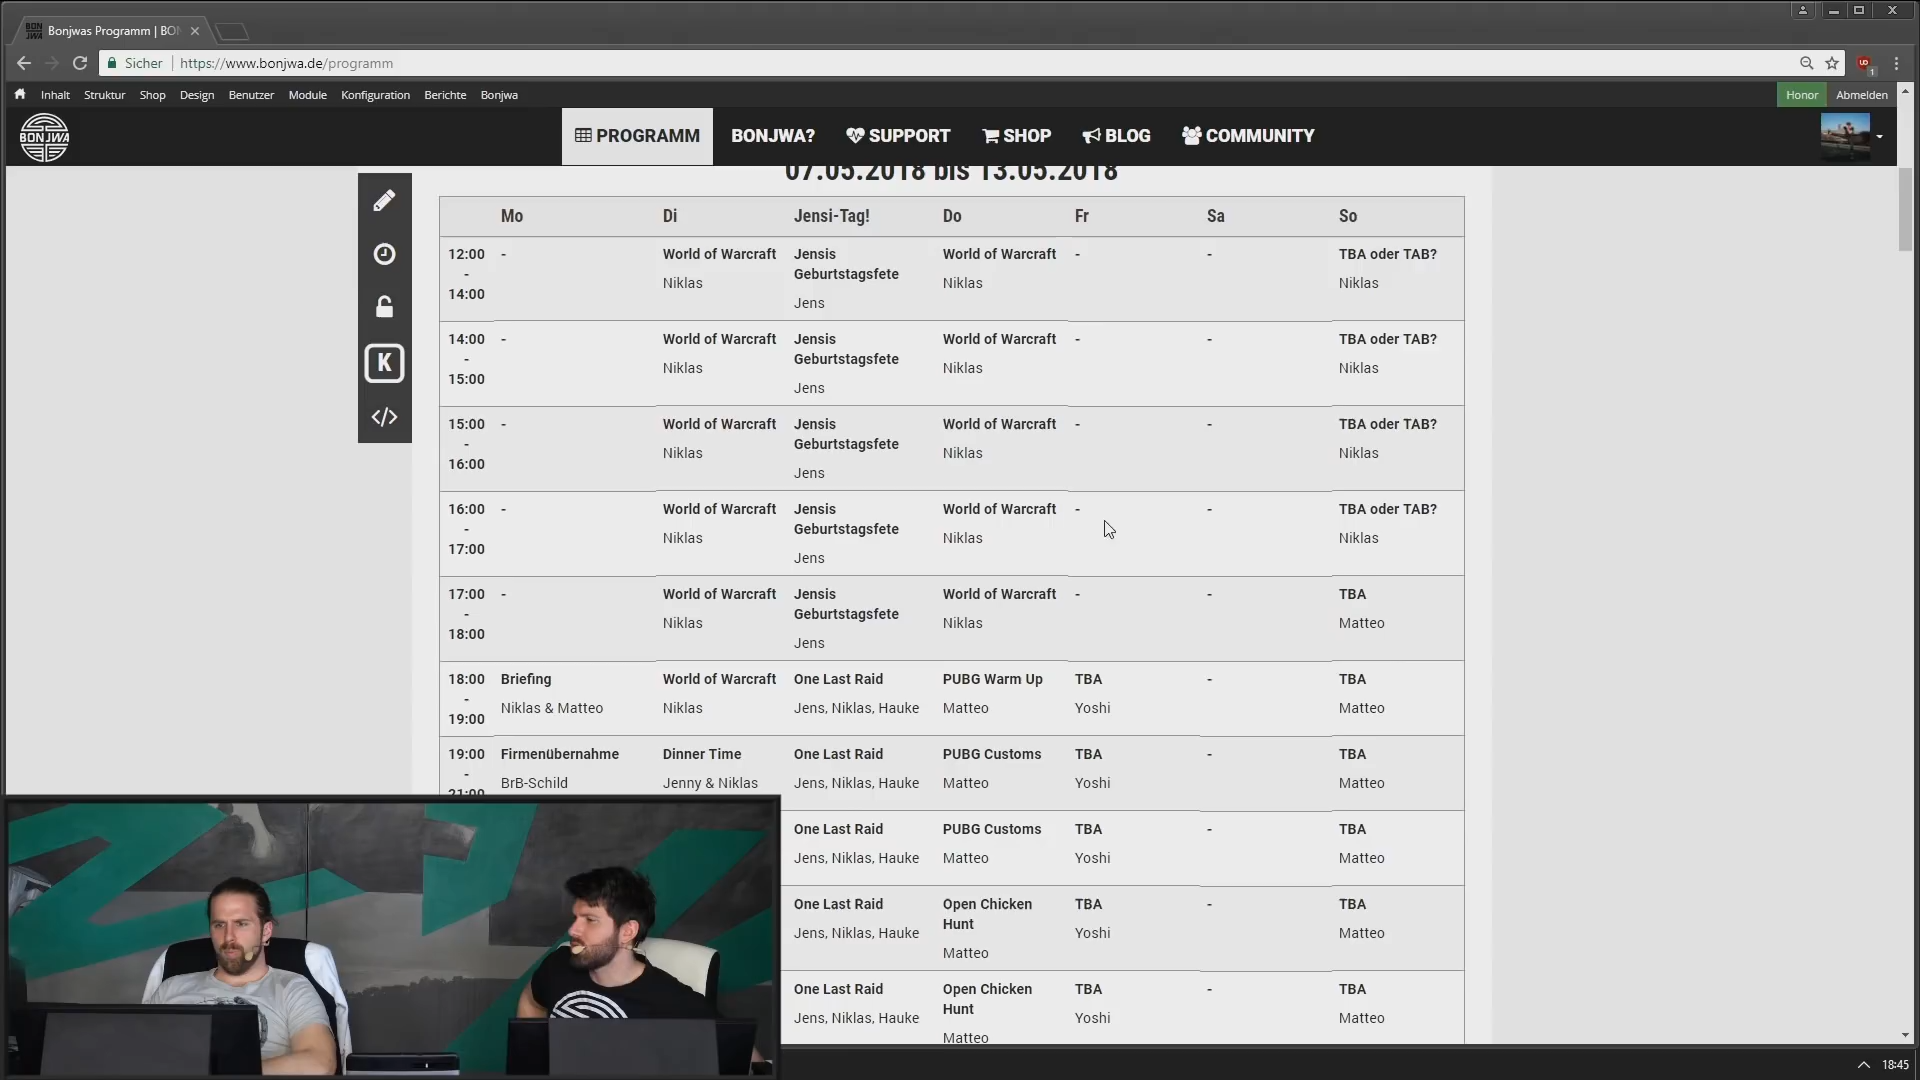 Bonjwas Programm | BO
Sicher
https://www.bonjwa.de/programm
Inhalt Struktur Shop Design Benutzer Module Konfiguration Berichte Bonjwa
Honor Abmelden
BONJWA
PROGRAMM BONJWA? SUPPORT SHOP BLOG COMMUNITY
07.05.2018 bis 13.05.2018
Mo Di Jensi-Tag! Do Fr Sa So
12:00 - World of Warcraft Jensis World of Warcraft - - TBA oder TAB?
- Niklas Geburtstagsfete Niklas Niklas
14:00 Jens
14:00 - World of Warcraft Jensis World of Warcraft - - TBA oder TAB?
- Niklas Geburtstagsfete Niklas Niklas
15:00 Jens
15:00 - World of Warcraft Jensis World of Warcraft - - TBA oder TAB?
- Niklas Geburtstagsfete Niklas Niklas
16:00 Jens
16:00 - World of Warcraft Jensis World of Warcraft - - TBA oder TAB?
- Niklas Geburtstagsfete Niklas Niklas
17:00 Jens
17:00 - World of Warcraft Jensis World of Warcraft - - TBA
- Niklas Geburtstagsfete Niklas Matteo
18:00 Jens
18:00 Briefing World of Warcraft One Last Raid PUBG Warm Up TBA - TBA
- Niklas & Matteo Niklas Jens, Niklas, Hauke Matteo Yoshi Matteo
19:00
19:00 Firmenübernahme Dinner Time One Last Raid PUBG Customs TBA - TBA
- BrB-Schild Jenny & Niklas Jens, Niklas, Hauke Matteo Yoshi Matteo
21:00
One Last Raid PUBG Customs TBA - TBA
Jens, Niklas, Hauke Matteo Yoshi Matteo
One Last Raid Open Chicken Hunt TBA - TBA
Jens, Niklas, Hauke Matteo Yoshi Matteo
One Last Raid Open Chicken Hunt TBA - TBA
Jens, Niklas, Hauke Matteo Yoshi Matteo
K
18:45